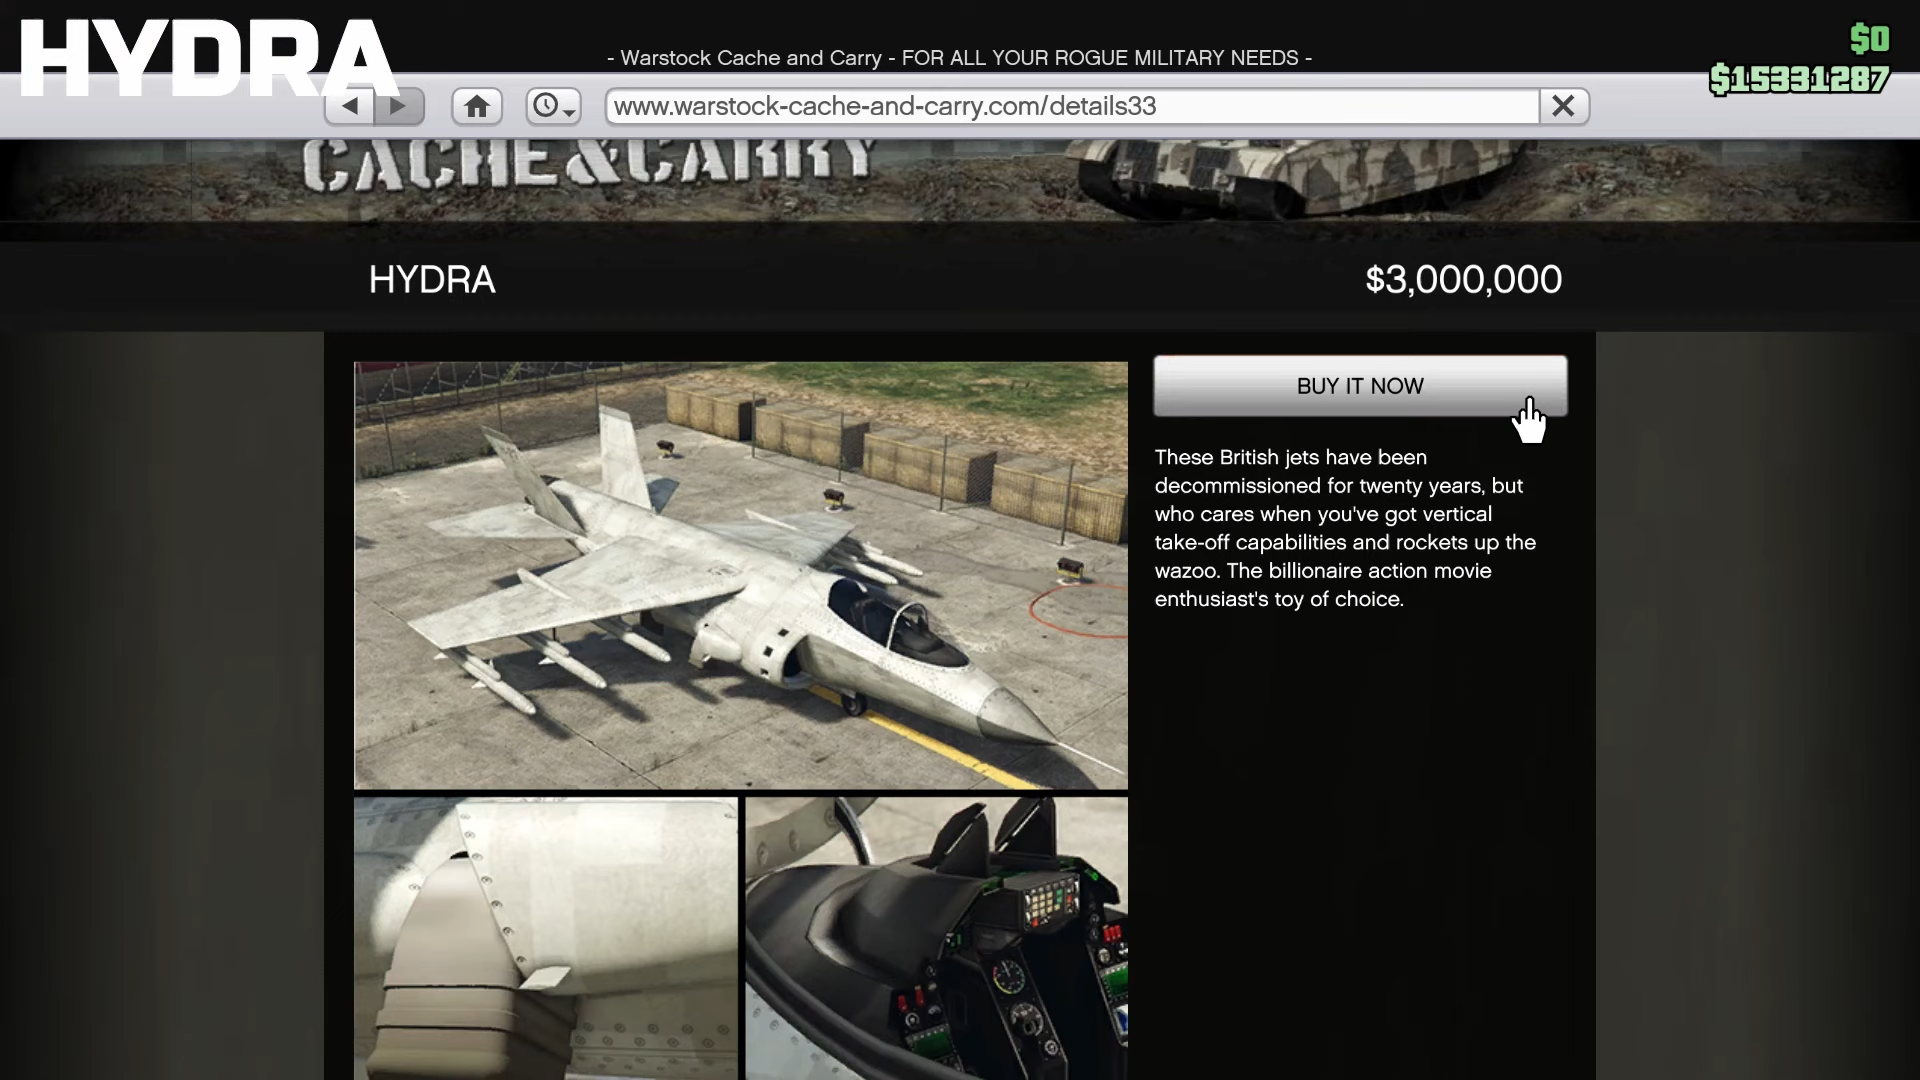 HYDRA
- Warstock Cache and Carry - FOR ALL YOUR ROGUE MILITARY NEEDS -
$0
$15331287
www.warstock-cache-and-carry.com/details33
CACHE&CARRY
HYDRA
$3,000,000
BUY IT NOW
These British jets have been
decommissioned for twenty years, but
who cares when you've got vertical
take-off capabilities and rockets up the
wazoo. The billionaire action movie
enthusiast's toy of choice.